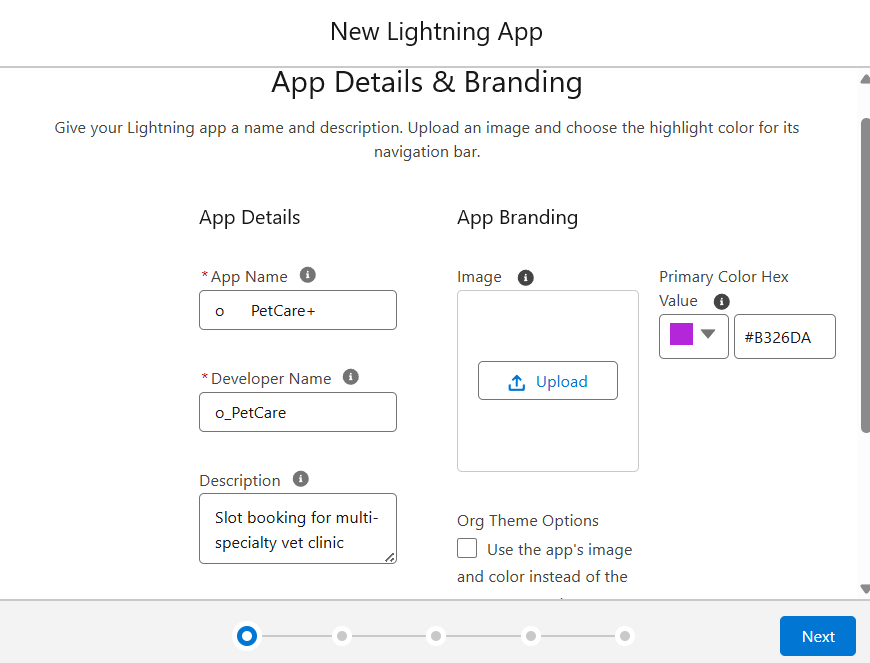 New Lightning App
App Details & Branding
Give your Lightning app a name and description. Upload an image and choose the highlight color for its
navigation bar.
App Details
App Branding
*App Name
o PetCare+
*Developer Name
o_PetCare
Description
Slot booking for multi-
specialty vet clinic
Image
Upload
Primary Color Hex
Value
#B326DA
Org Theme Options
Use the app's image
and color instead of the
Next